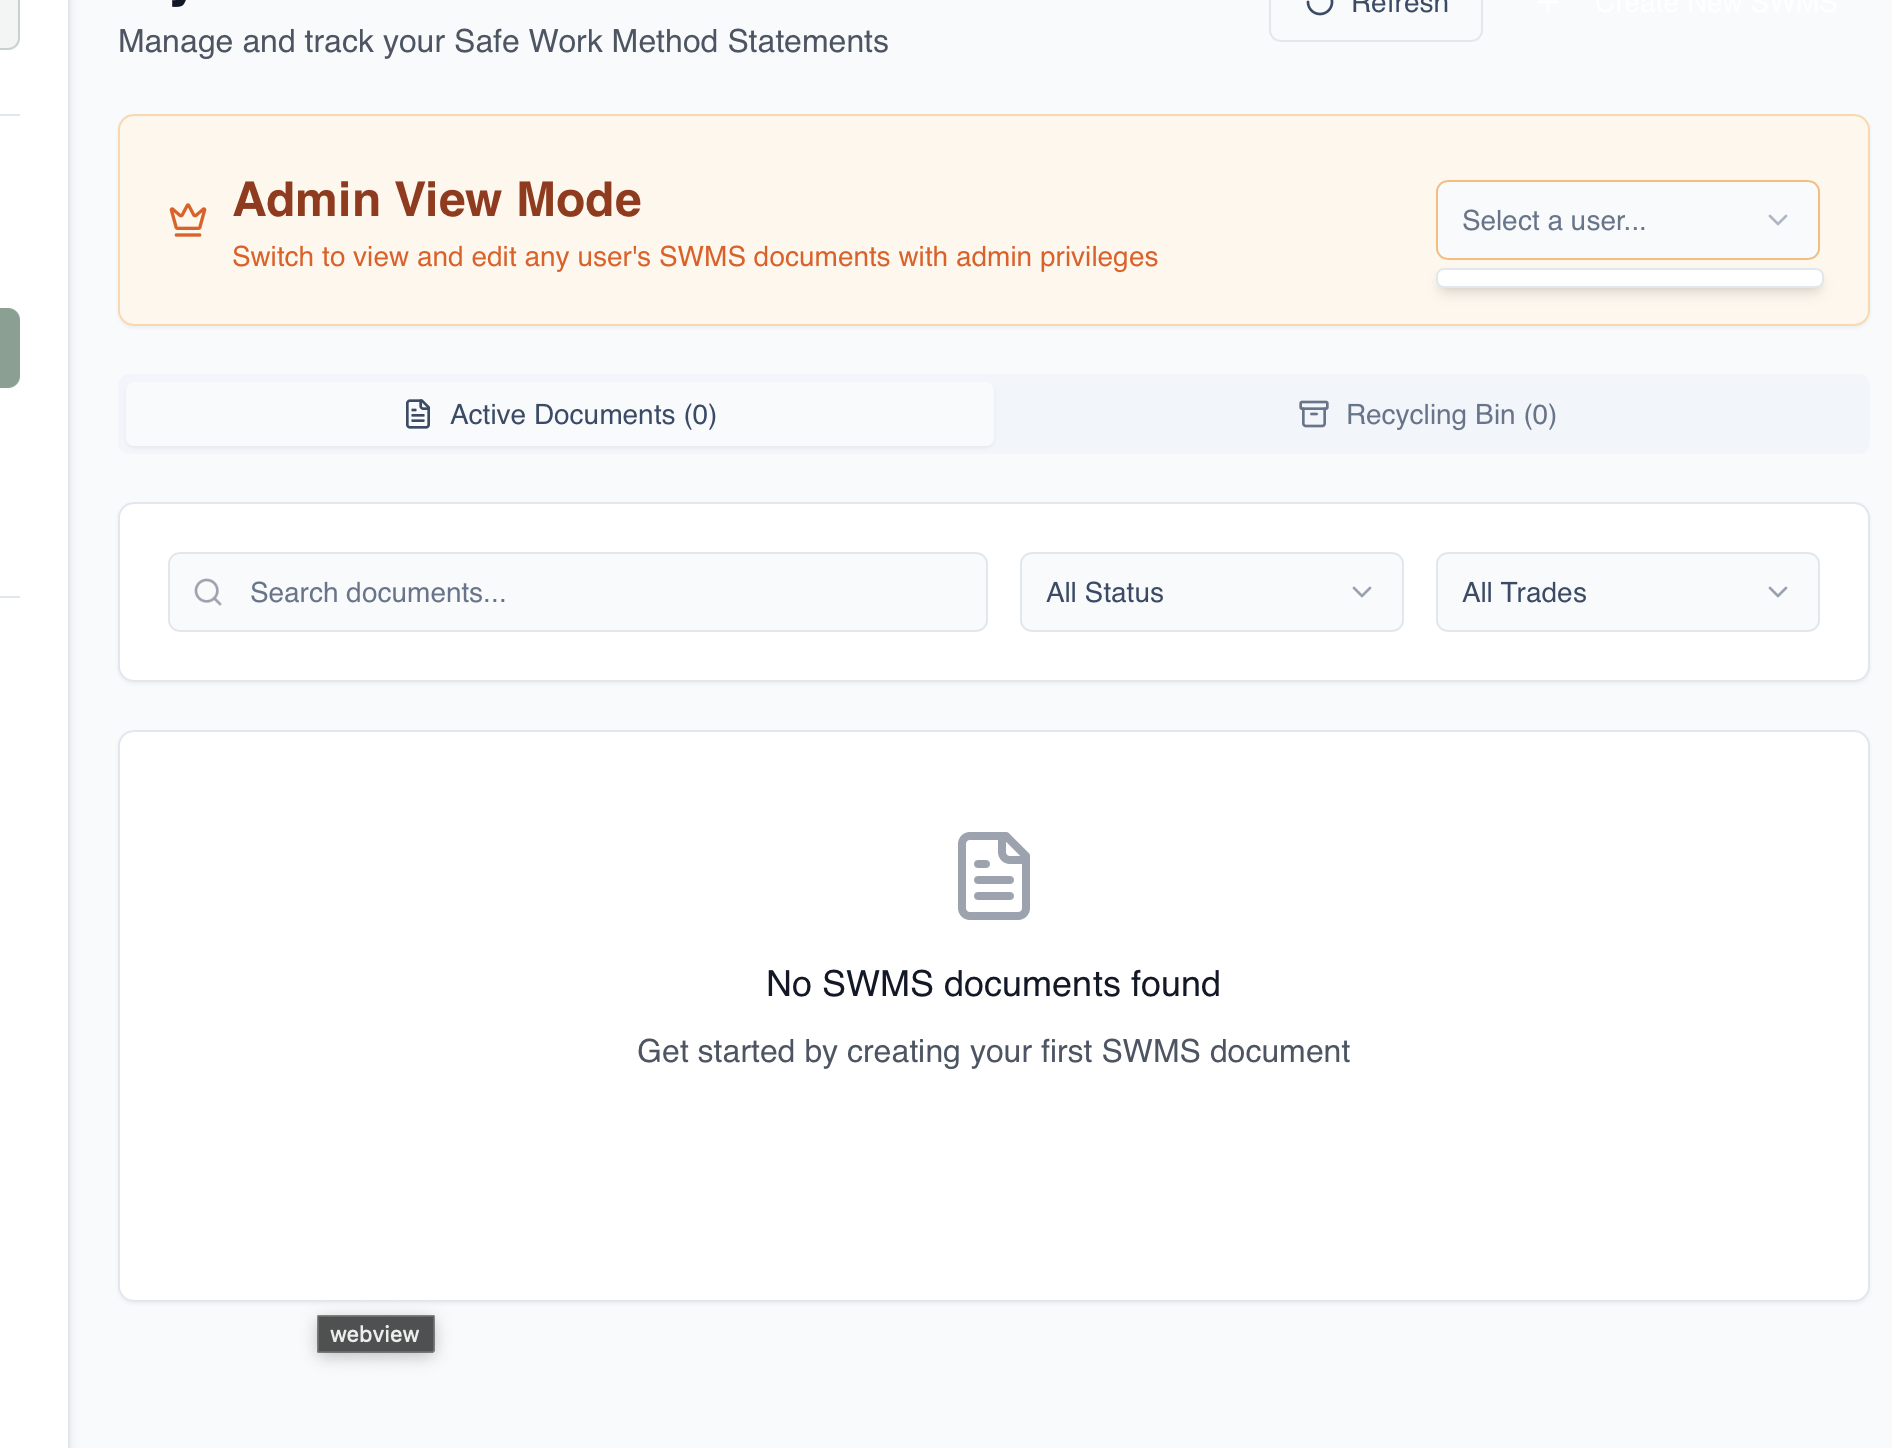 Refresh
Create New SWMS
Manage and track your Safe Work Method Statements
Admin View Mode
Switch to view and edit any user's SWMS documents with admin privileges
Select a user...
Active Documents (0)
Recycling Bin (0)
Search documents...
All Status
All Trades
No SWMS documents found
Get started by creating your first SWMS document
webview